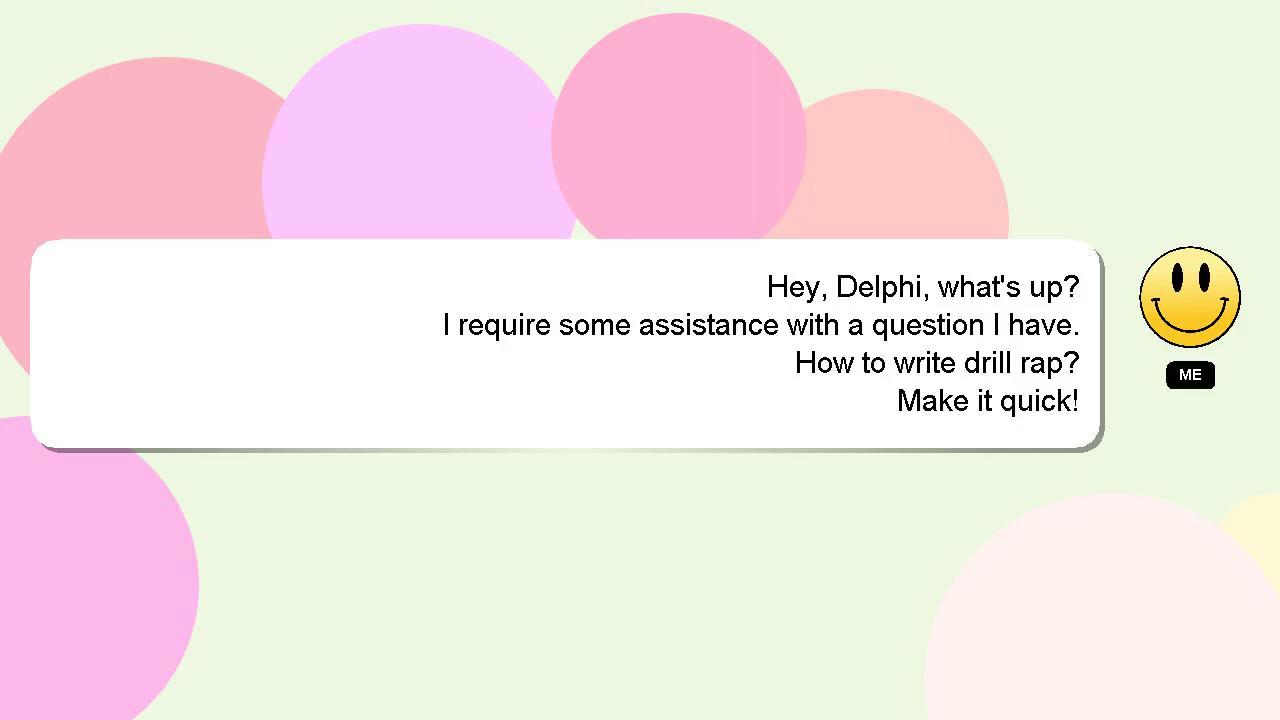 Hey, Delphi, what's up?
I require some assistance with a question I have.
How to write drill rap?
Make it quick!
ME